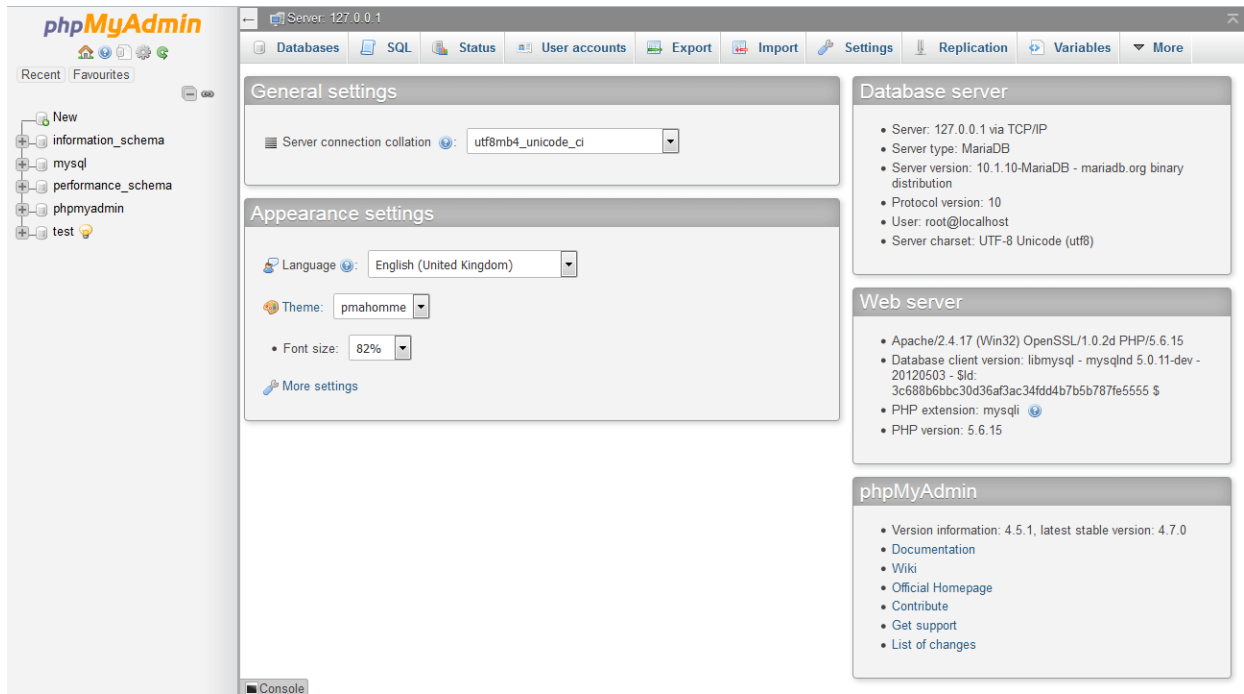 phpMyAdmin
Recent Favourites
New
information_schema
mysql
performance_schema
phpmyadmin
test
Server: 127.0.0.1
Databases SQL Status User accounts Export Import Settings Replication Variables More
General settings
Server connection collation : utf8mb4_unicode_ci
Appearance settings
Language : English (United Kingdom)
Theme: pmahomme
• Font size: 82%
More settings
Database server
• Server: 127.0.0.1 via TCP/IP
• Server type: MariaDB
• Server version: 10.1.10-MariaDB - mariadb.org binary
distribution
• Protocol version: 10
• User: root@localhost
• Server charset: UTF-8 Unicode (utf8)
Web server
• Apache/2.4.17 (Win32) OpenSSL/1.0.2d PHP/5.6.15
• Database client version: libmysql - mysqlnd 5.0.11-dev -
20120503 - $Id:
3c688b6bbc30d36af3ac34fdd4b7b5b787fe5555 $
• PHP extension: mysqli
• PHP version: 5.6.15
phpMyAdmin
• Version information: 4.5.1, latest stable version: 4.7.0
• Documentation
• Wiki
• Official Homepage
• Contribute
• Get support
• List of changes
Console